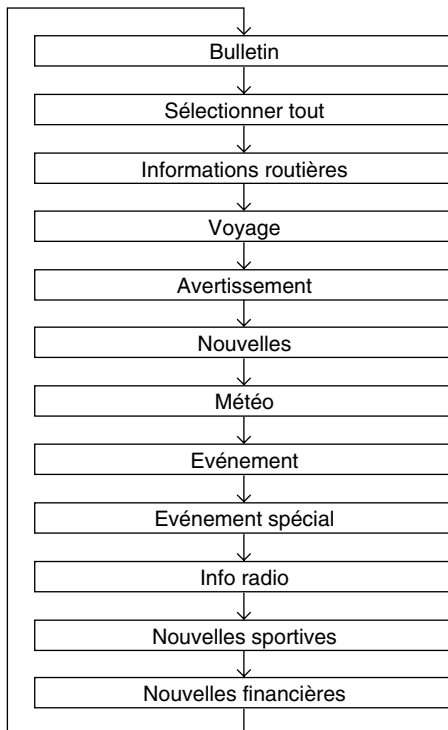 Bulletin
Sélectionner tout
Informations routières
Voyage
Avertissement
Nouvelles
Météo
Evénement
Evénement spécial
Info radio
Nouvelles sportives
Nouvelles financières